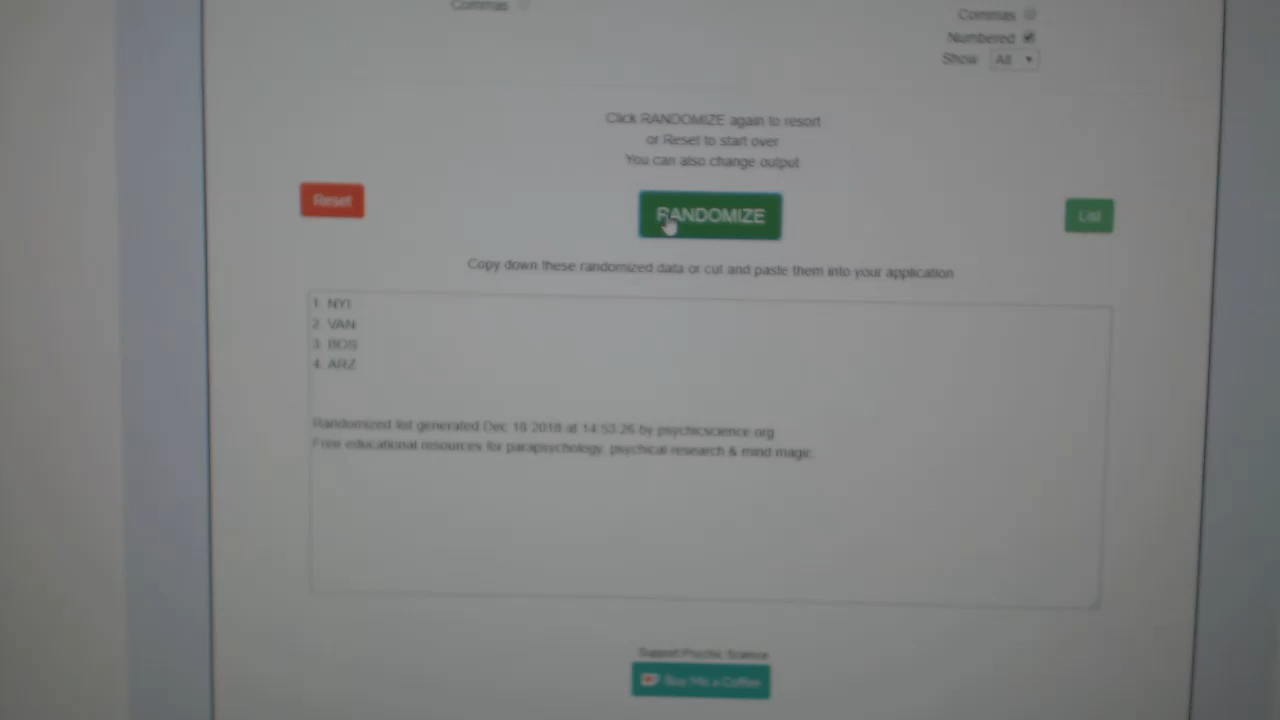 Commas
Commas
Numbered
Show All
Click RANDOMIZE again to resort
or Reset to start over
You can also change output
Reset
RANDOMIZE
List
Copy down these randomized data or cut and paste them into your application
1. NYI
2. VAN
3. BOS
4. ARZ
Randomized list generated Dec 18 2018 at 14:53:26 by psychicscience.org
Free educational resources for parapsychology, psychical research & mind magic.
Support Psychic Science
Buy Me a Coffee